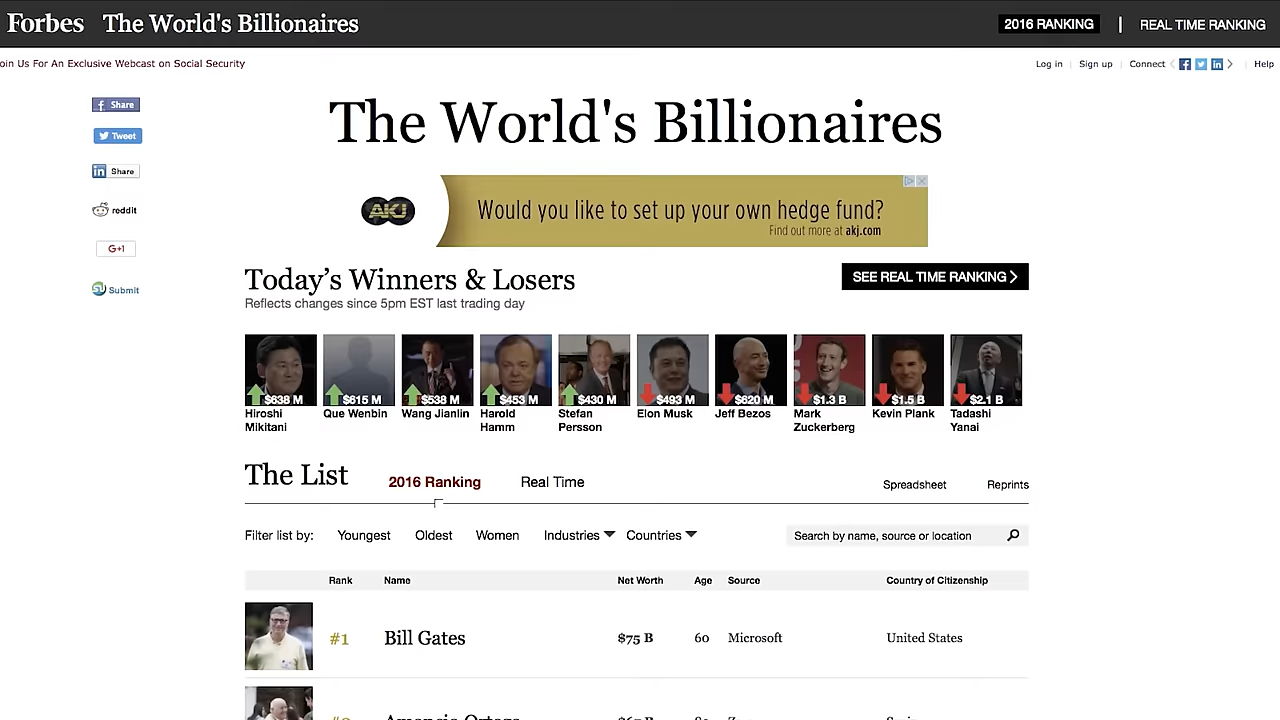 Forbes The World's Billionaires 2016 RANKING | REAL TIME RANKING
oin Us For An Exclusive Webcast on Social Security Log in Sign up Connect Help
Share
The World's Billionaires
Tweet
Share
reddit
G+1
Submit
AKJ
Would you like to set up your own hedge fund?
Find out more at akj.com
Today's Winners & Losers SEE REAL TIME RANKING
Reflects changes since 5pm EST last trading day
$638 M $615 M $538 M $453 M $430 M $493 M $620 M $1.3 B $1.5 B $2.1 B
Hiroshi Que Wenbin Wang Jianlin Harold Stefan Elon Musk Jeff Bezos Mark Kevin Plank Tadashi
Mikitani Hamm Persson Zuckerberg Yanai
The List 2016 Ranking Real Time Spreadsheet Reprints
Filter list by: Youngest Oldest Women Industries Countries Search by name, source or location
Rank Name Net Worth Age Source Country of Citizenship
#1 Bill Gates $75 B 60 Microsoft United States